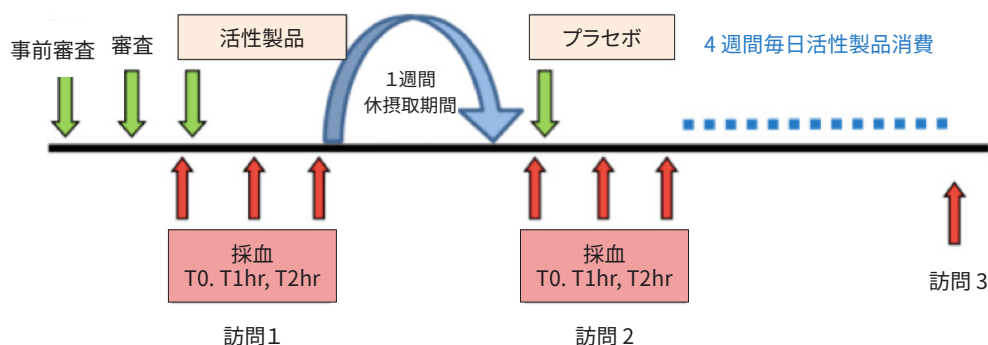 事前審査
審査
活性製品
1週間
休摂取期間
プラセボ
4 週間毎日活性製品消費
採血
T0. T1hr, T2hr
訪問1
採血
T0. T1hr, T2hr
訪問 2
訪問 3